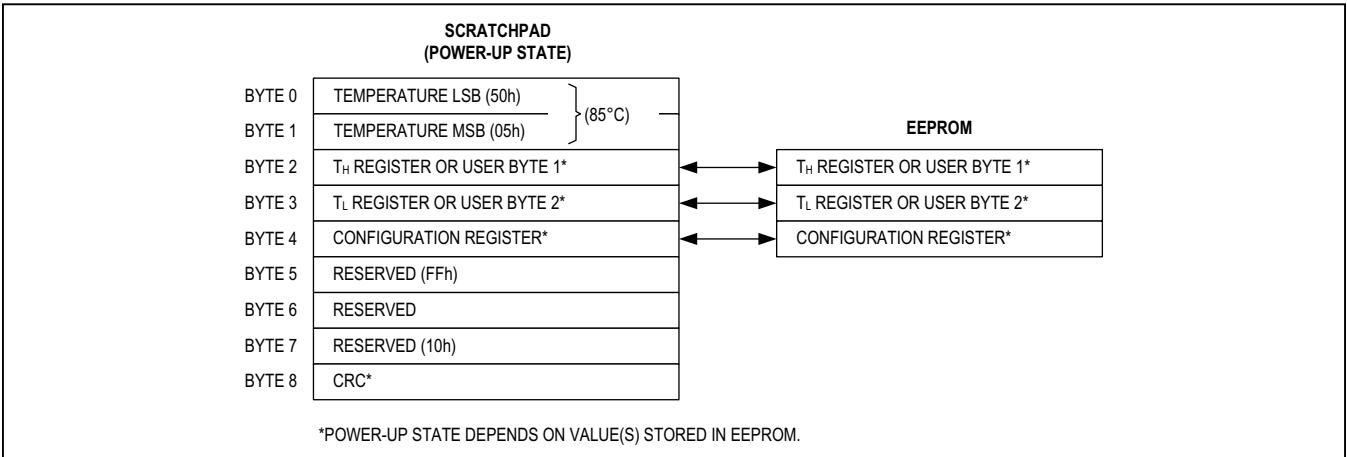 SCRATCHPAD
(POWER-UP STATE)
BYTE 0 TEMPERATURE LSB (50h)
(85°C)
BYTE 1 TEMPERATURE MSB (05h)
EEPROM
BYTE 2 TH REGISTER OR USER BYTE 1* TH REGISTER OR USER BYTE 1*
BYTE 3 TL REGISTER OR USER BYTE 2* TL REGISTER OR USER BYTE 2*
BYTE 4 CONFIGURATION REGISTER* CONFIGURATION REGISTER*
BYTE 5 RESERVED (FFh)
BYTE 6 RESERVED
BYTE 7 RESERVED (10h)
BYTE 8 CRC*
*POWER-UP STATE DEPENDS ON VALUE(S) STORED IN EEPROM.